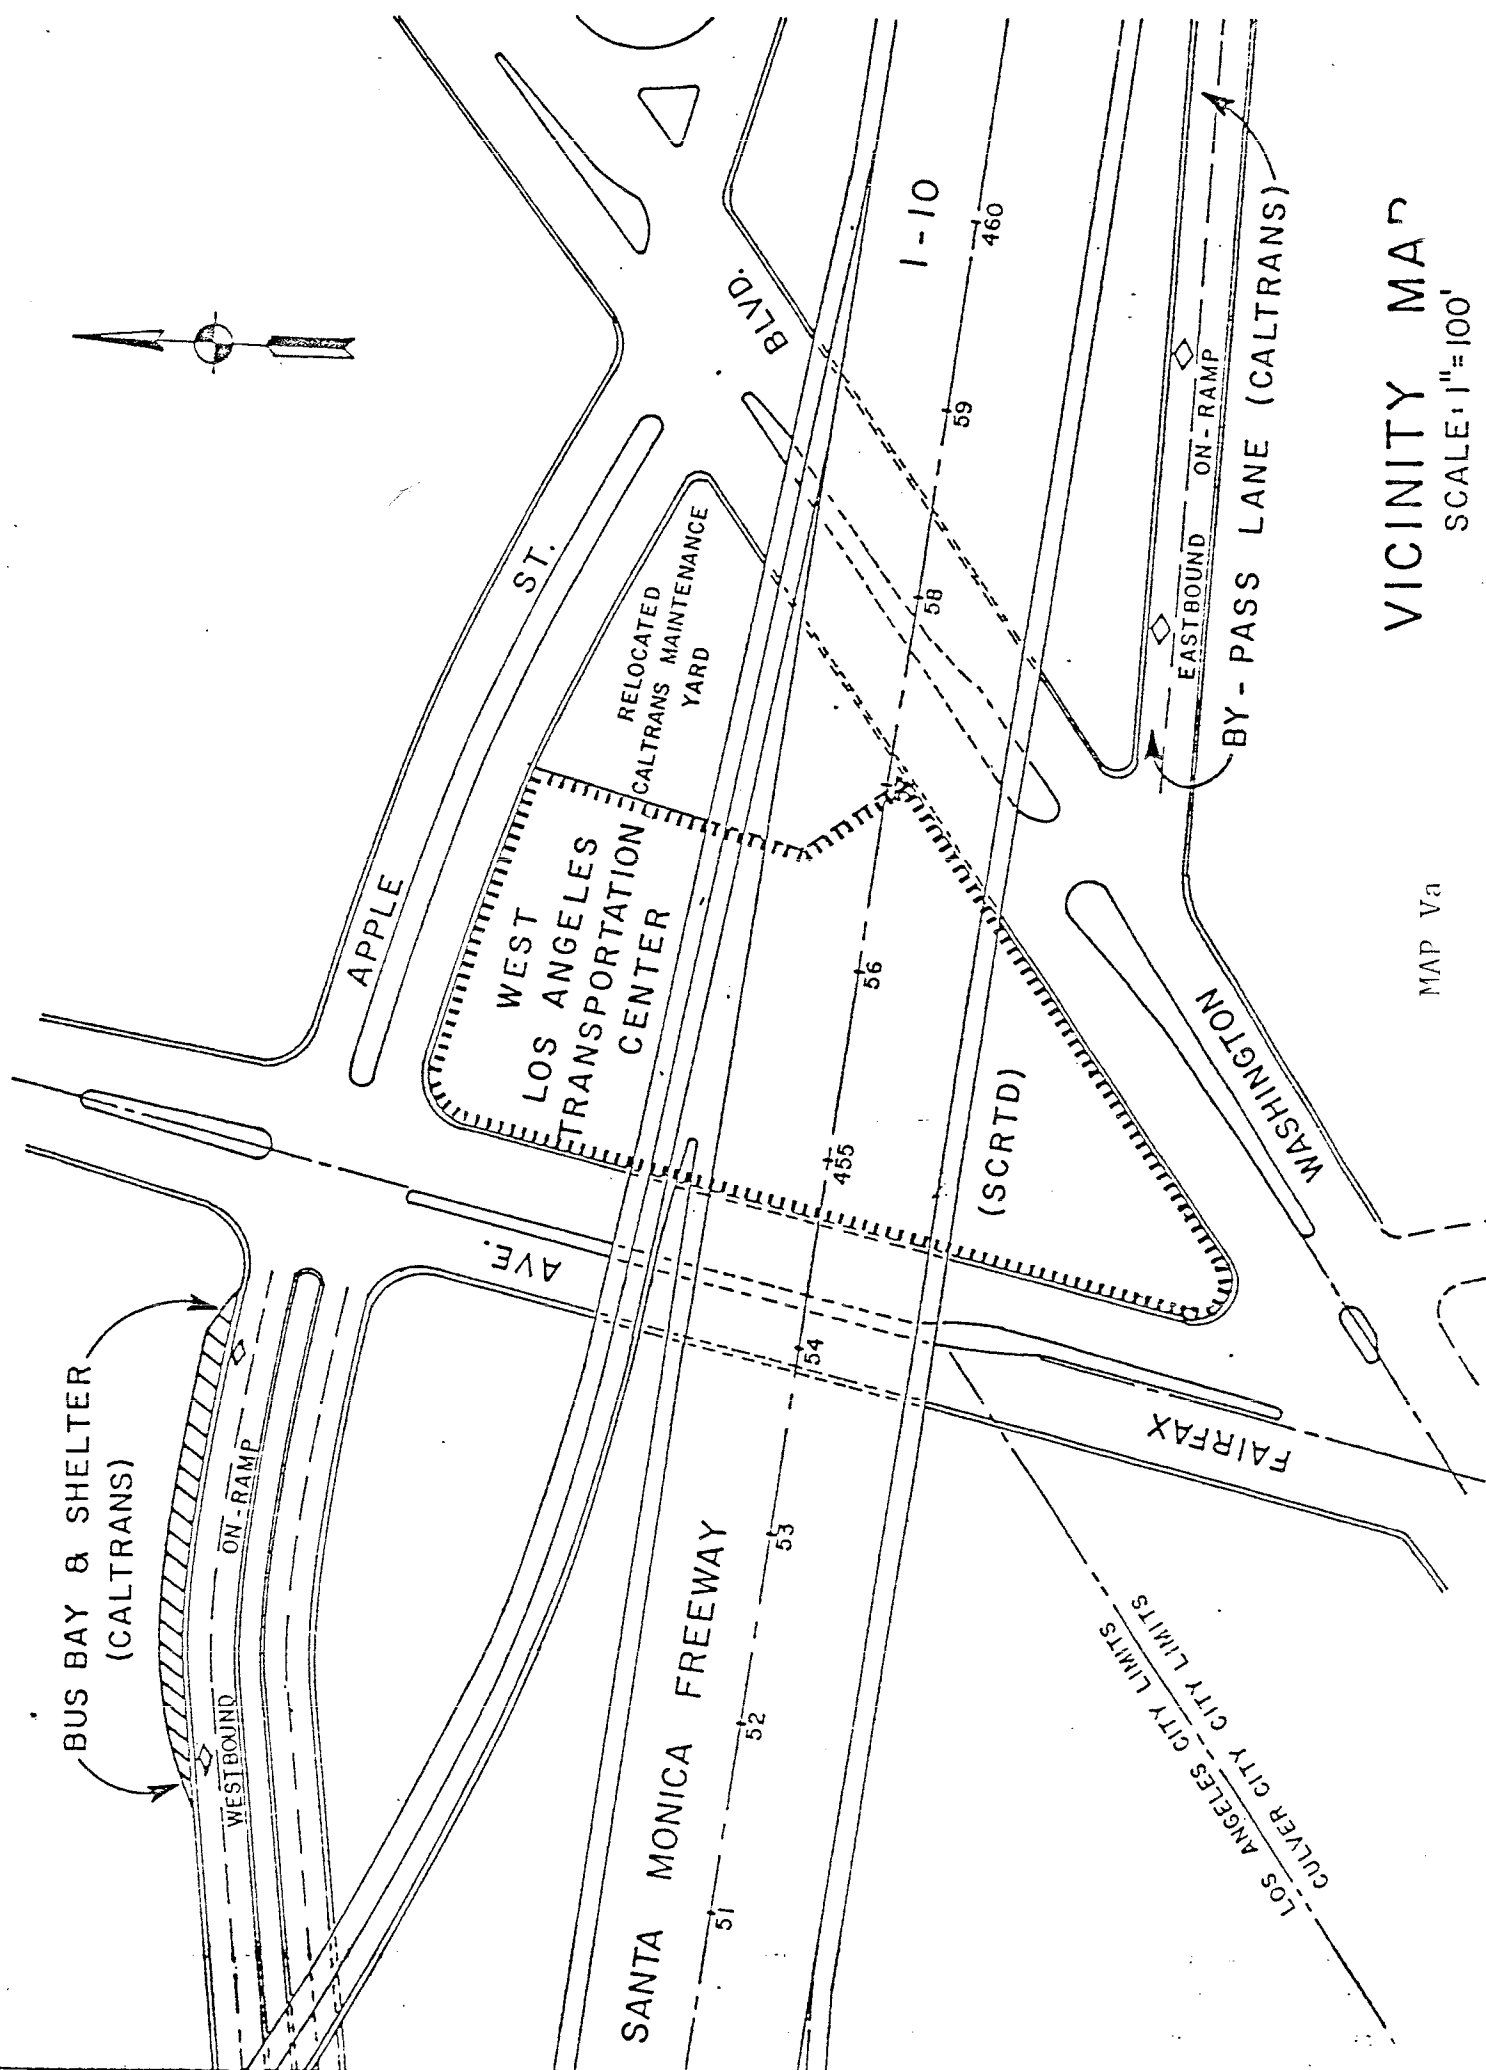 BUS BAY & SHELTER
(CALTRANS)
WESTBOUND ON-RAMP
APPLE ST.
AVE.
FAIRFAX
WEST
LOS ANGELES
TRANSPORTATION
CENTER
(SCRTD)
RELOCATED
CALTRANS MAINTENANCE
YARD
BLVD.
WASHINGTON
SANTA MONICA FREEWAY
I-10
51
52
53
54
455
56
58
59
460
EASTBOUND ON-RAMP
BY-PASS LANE (CALTRANS)
LOS ANGELES CITY LIMITS
CULVER CITY CITY LIMITS
VICINITY
SCALE: 1"=100'
MAP Va